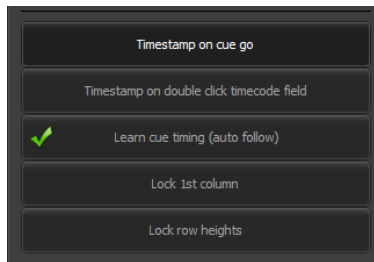 Timestamp on cue go
Timestamp on double click timecode field
Learn cue timing (auto follow)
Lock 1st column
Lock row heights